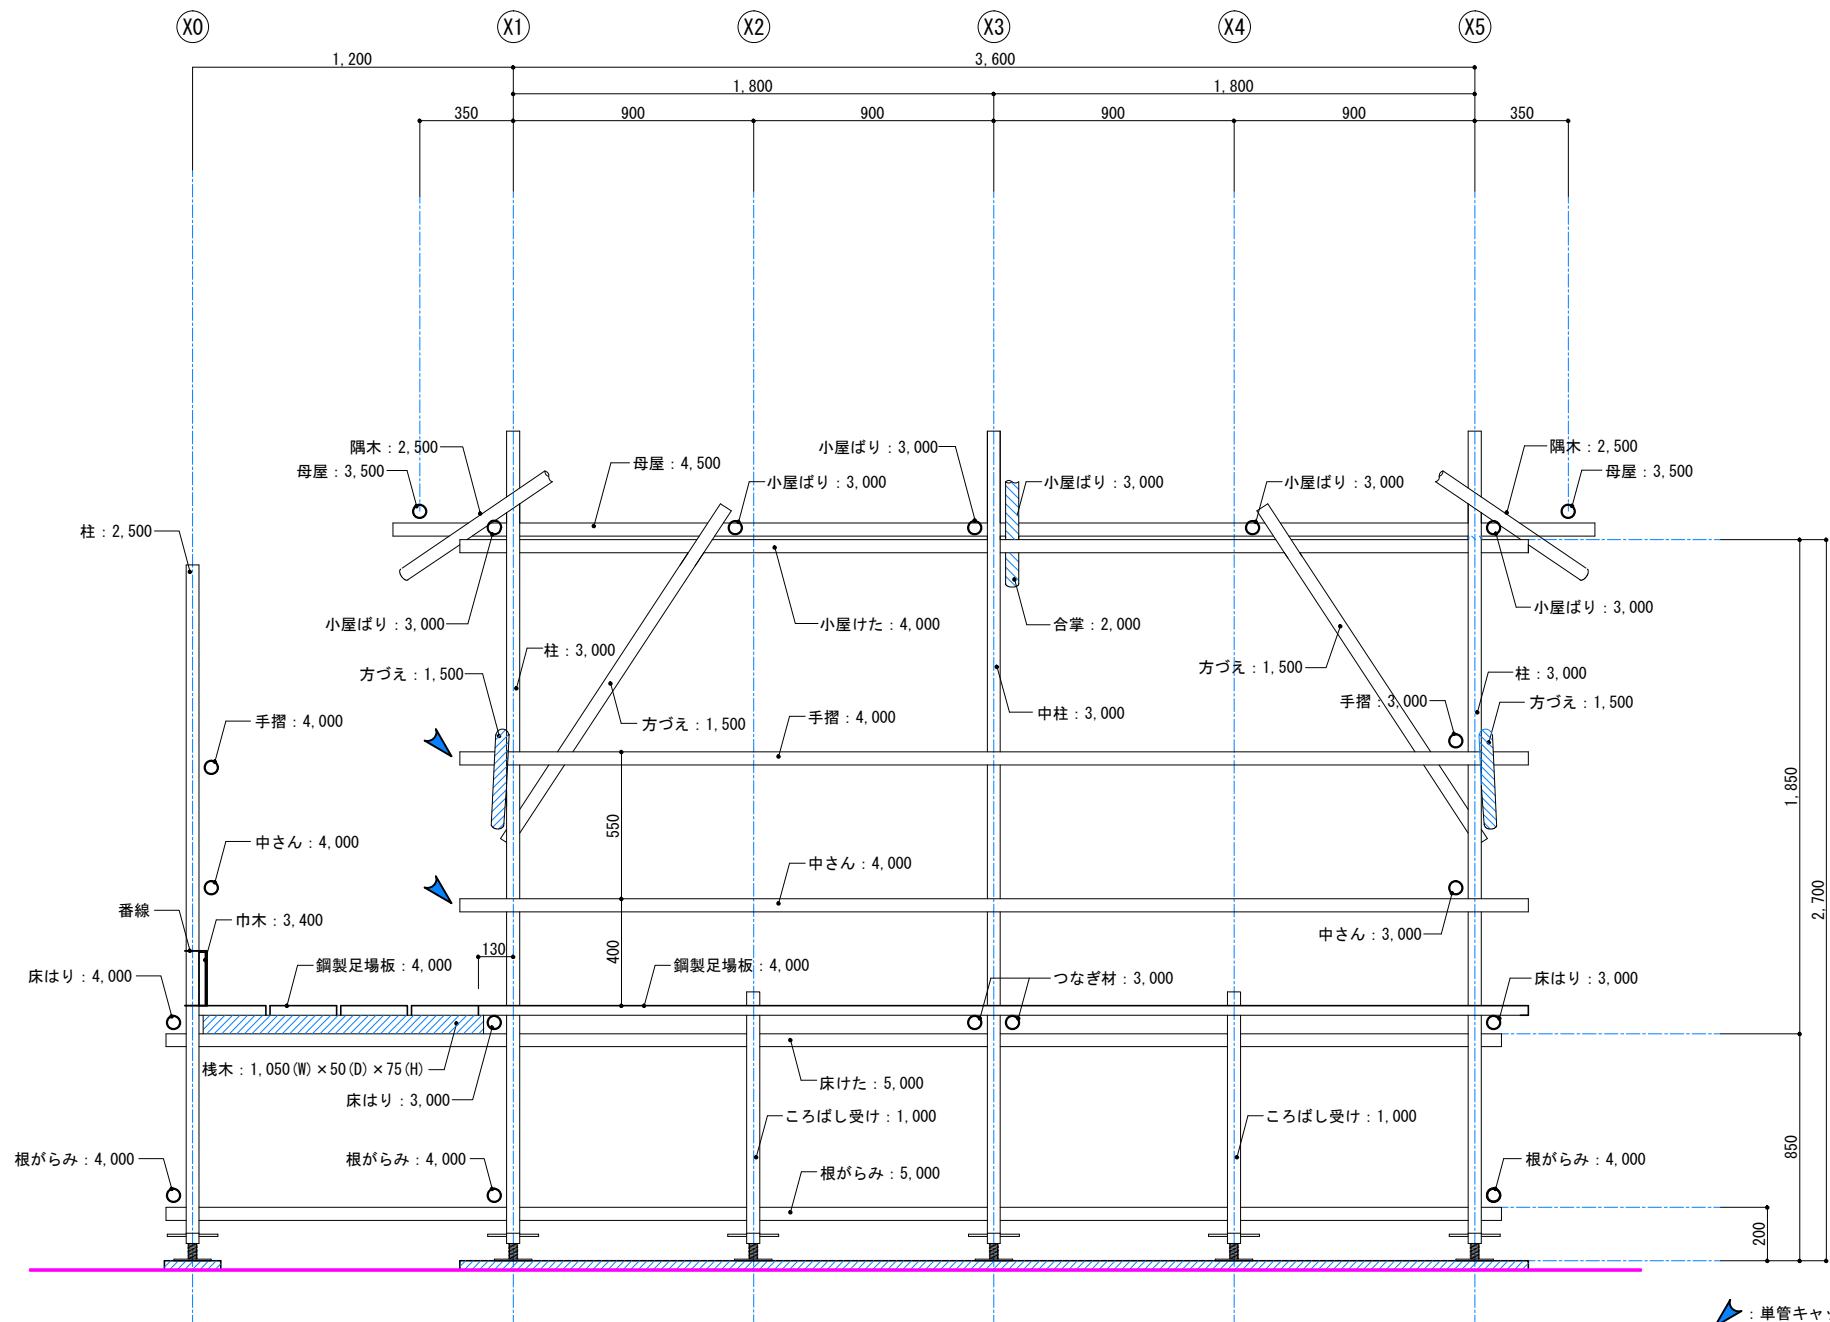 X0 X1 X2 X3 X4 X5
1,200 3,600
1,800 1,800
350 900 900 900 900 350
隅木：2,500 小屋ばり：3,000 隅木：2,500
母屋：3,500 母屋：4,500 母屋：3,500
小屋ばり：3,000 小屋ばり：3,000 小屋ばり：3,000
柱：2,500
小屋ばり：3,000 小屋けた：4,000 合掌：2,000 小屋ばり：3,000
柱：3,000
方づえ：1,500 方づえ：1,500 柱：3,000
手摺：3,000 方づえ：1,500
手摺：4,000 方づえ：1,500 手摺：4,000 中柱：3,000
1,850
550
中さん：4,000 中さん：4,000
2,700
番線 巾木：3,400 中さん：3,000
400
130
床はり：4,000 鋼製足場板：4,000 鋼製足場板：4,000 つなぎ材：3,000 床はり：3,000
桟木：1,050(W)×50(D)×75(H)
床けた：5,000
床はり：3,000
ころばし受け：1,000 ころばし受け：1,000
850
根がらみ：4,000 根がらみ：4,000 根がらみ：5,000 根がらみ：4,000
200
：単管キャ